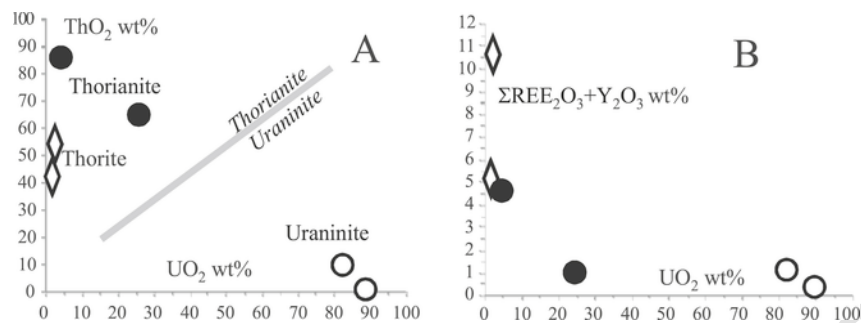 100
90
80
70
60
50
40
30
20
10
0
ThO₂ wt%
A
Thorianite
Thorianite
Uraninite
Thorite
Uraninite
UO₂ wt%
0 10 20 30 40 50 60 70 80 90 100
12
11
10
9
8
7
6
5
4
3
2
1
0
B
ΣREE₂O₃+Y₂O₃ wt%
UO₂ wt%
0 10 20 30 40 50 60 70 80 90 100